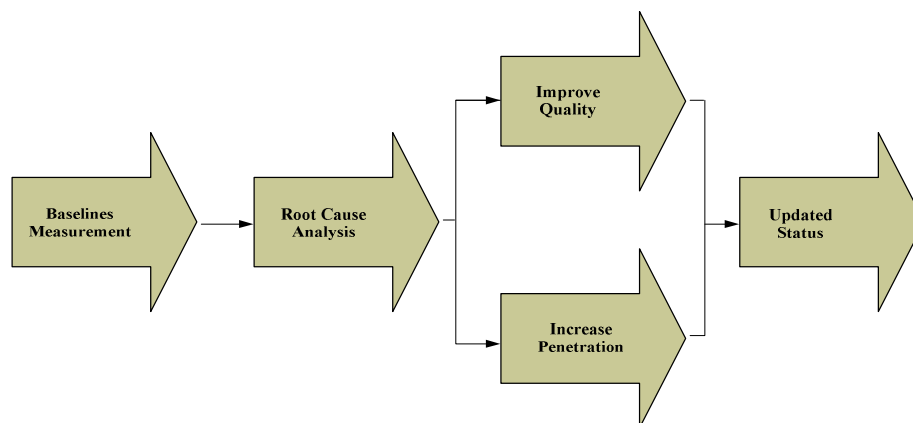 Baselines
Measurement
Root Cause
Analysis
Improve
Quality
Increase
Penetration
Updated
Status